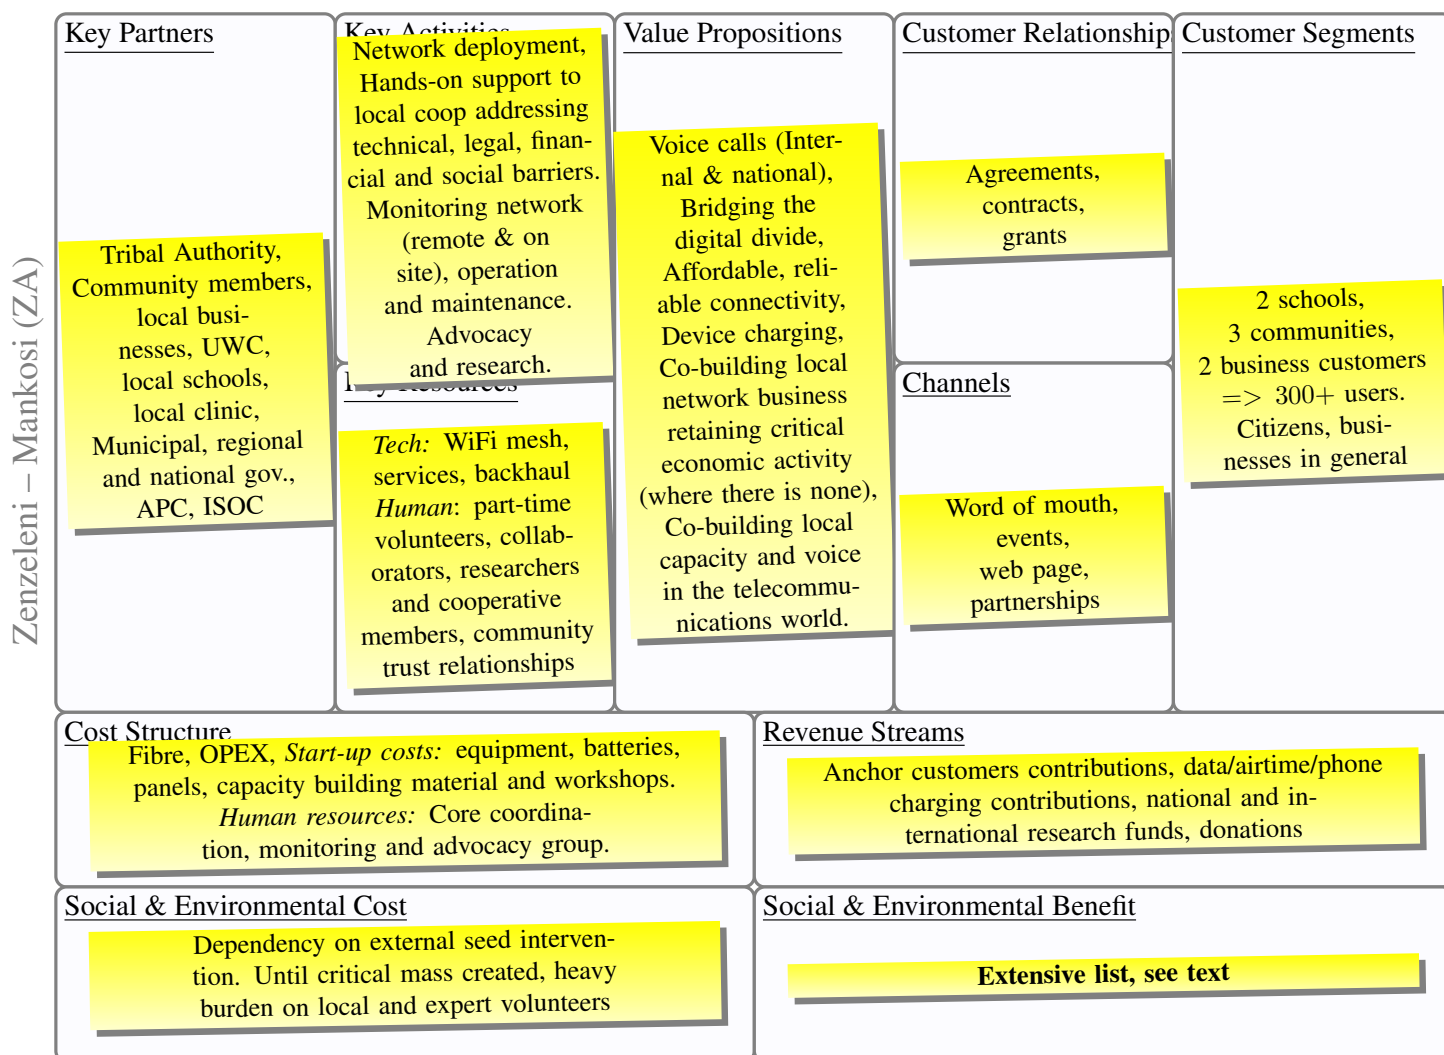 Zenzeleni – Mankosi (ZA)
Key Partners
Tribal Authority,
Community members,
local busi-
nesses, UWC,
local schools,
local clinic,
Municipal, regional
and national gov.,
APC, ISOC
Key Activities
Network deployment,
Hands-on support to
local coop addressing
technical, legal, finan-
cial and social barriers.
Monitoring network
(remote & on
site), operation
and maintenance.
Advocacy
and research.
Key Resources
Tech: WiFi mesh,
services, backhaul
Human: part-time
volunteers, collab-
orators, researchers
and cooperative
members, community
trust relationships
Value Propositions
Voice calls (Inter-
nal & national),
Bridging the
digital divide,
Affordable, reli-
able connectivity,
Device charging,
Co-building local
network business
retaining critical
economic activity
(where there is none),
Co-building local
capacity and voice
in the telecommu-
nications world.
Customer Relationship
Agreements,
contracts,
grants
Channels
Word of mouth,
events,
web page,
partnerships
Customer Segments
2 schools,
3 communities,
2 business customers
=> 300+ users.
Citizens, busi-
nesses in general
Cost Structure
Fibre, OPEX, Start-up costs: equipment, batteries,
panels, capacity building material and workshops.
Human resources: Core coordina-
tion, monitoring and advocacy group.
Revenue Streams
Anchor customers contributions, data/airtime/phone
charging contributions, national and in-
ternational research funds, donations
Social & Environmental Cost
Dependency on external seed interven-
tion. Until critical mass created, heavy
burden on local and expert volunteers
Social & Environmental Benefit
Extensive list, see text